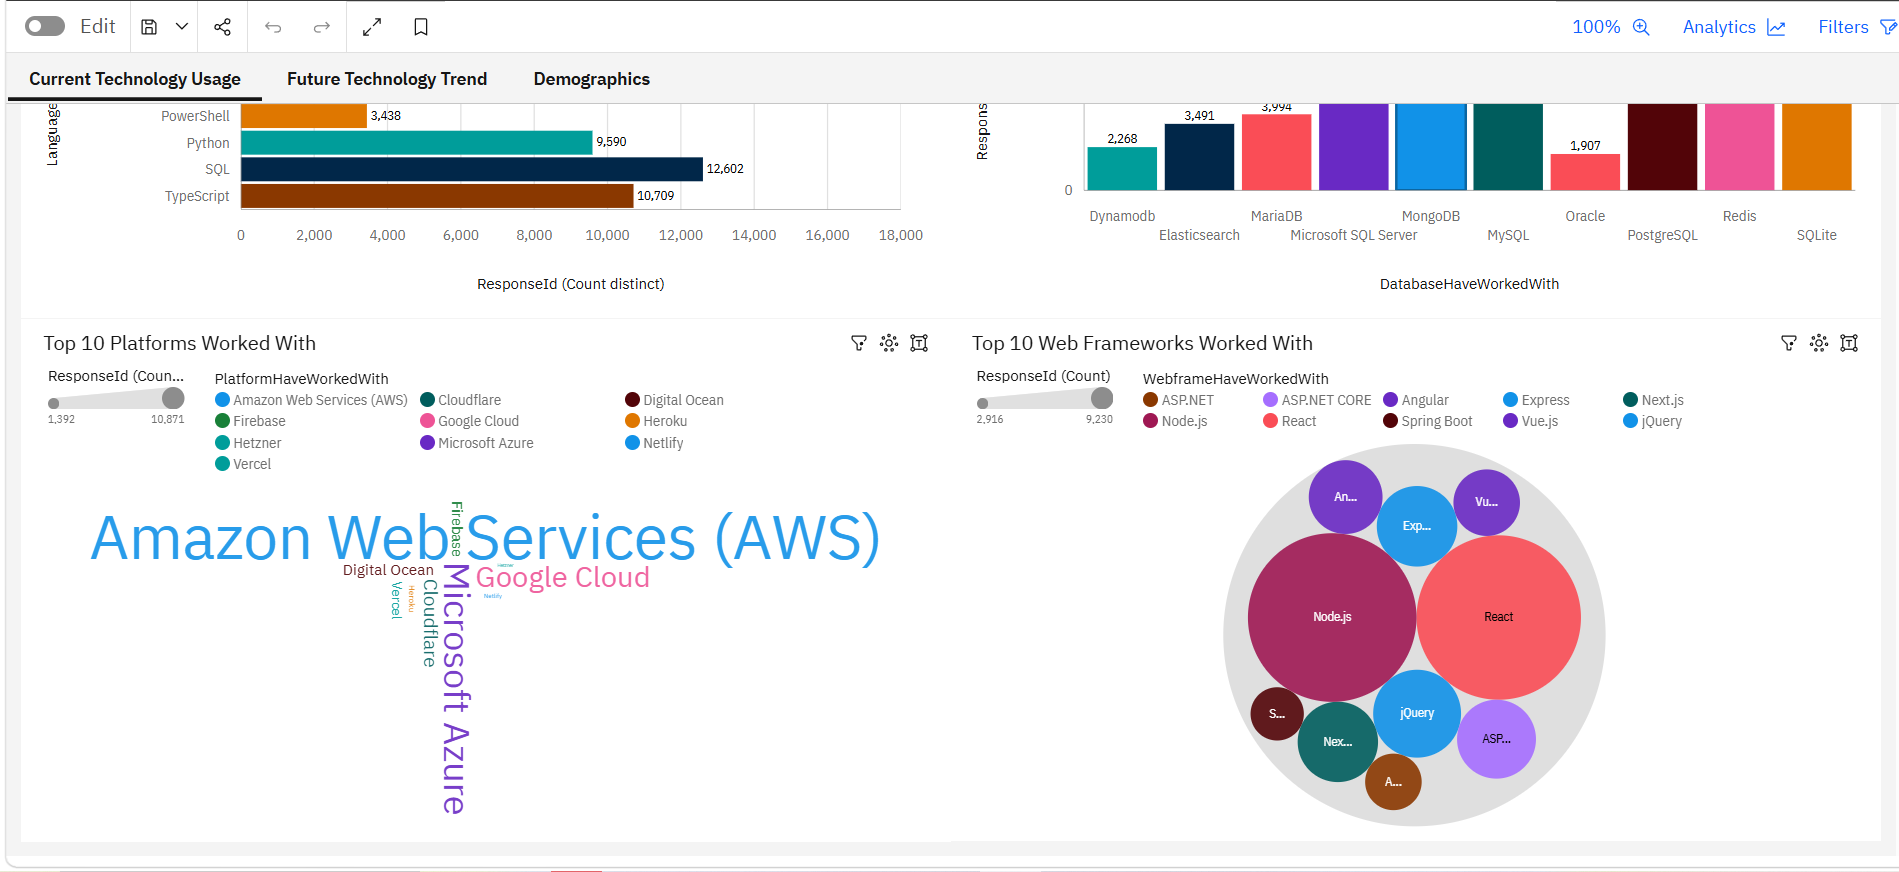 Edit
100%
Analytics
Filters
Current Technology Usage
Future Technology Trend
Demographics
Language
PowerShell
3,438
Python
9,590
SQL
12,602
TypeScript
10,709
0
2,000
4,000
6,000
8,000
10,000
12,000
14,000
16,000
18,000
ResponseId (Count distinct)
Respons
0
2,268
3,491
3,994
1,907
Dynamodb
Elasticsearch
MariaDB
Microsoft SQL Server
MongoDB
MySQL
Oracle
PostgreSQL
Redis
SQLite
DatabaseHaveWorkedWith
Top 10 Platforms Worked With
ResponseId (Coun...
1,392
10,871
PlatformHaveWorkedWith
Amazon Web Services (AWS)
Cloudflare
Digital Ocean
Firebase
Google Cloud
Heroku
Hetzner
Microsoft Azure
Netlify
Vercel
Firebase
Amazon Web Services (AWS)
Digital Ocean
Hetzner
Google Cloud
Netlify
Vercel
Heroku
Cloudflare
Microsoft Azure
Top 10 Web Frameworks Worked With
ResponseId (Count)
2,916
9,230
WebframeHaveWorkedWith
ASP.NET
ASP.NET CORE
Angular
Express
Next.js
Node.js
React
Spring Boot
Vue.js
jQuery
An...
Exp...
Vu...
Node.js
React
S...
Nex...
jQuery
ASP...
A...